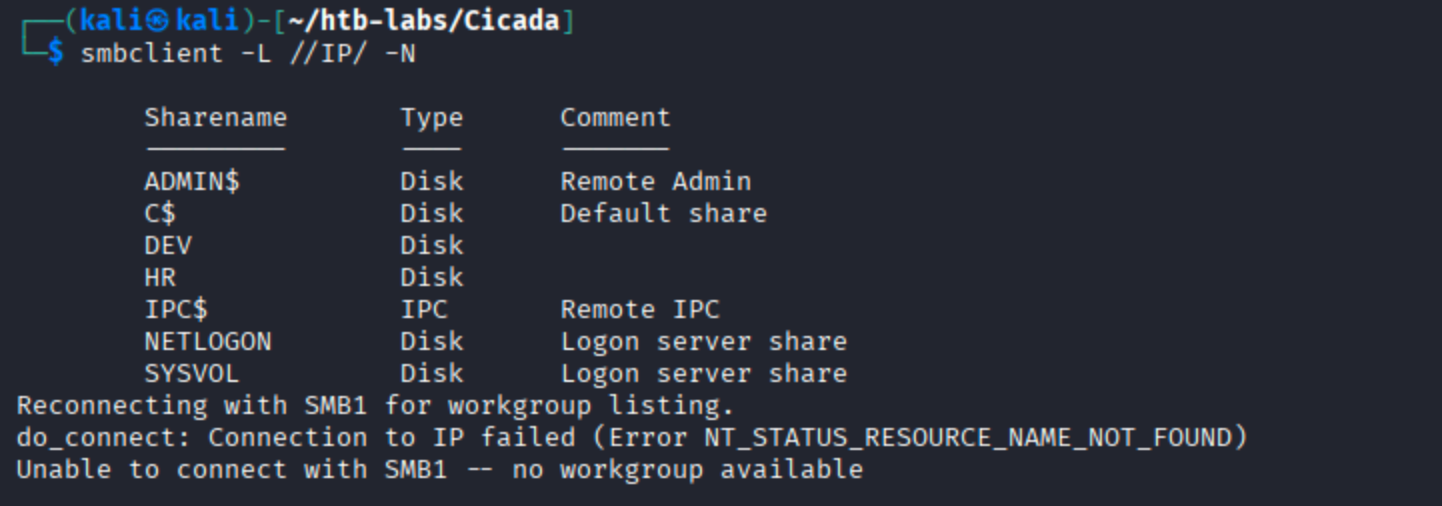 (kali㉿kali)-[~/htb-labs/Cicada]
$ smbclient -L //IP/ -N
Sharename Type Comment
--------- ---- -------
ADMIN$ Disk Remote Admin
C$ Disk Default share
DEV Disk
HR Disk
IPC$ IPC Remote IPC
NETLOGON Disk Logon server share
SYSVOL Disk Logon server share
Reconnecting with SMB1 for workgroup listing.
do_connect: Connection to IP failed (Error NT_STATUS_RESOURCE_NAME_NOT_FOUND)
Unable to connect with SMB1 -- no workgroup available